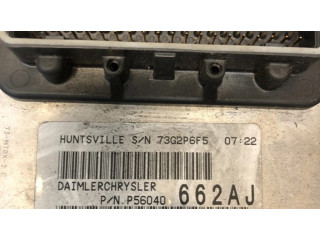 HUNTSVILLE S/N 73G2P6F5 07:22
DAIMLERCHRYSLER
P/N.P56040 662AJ